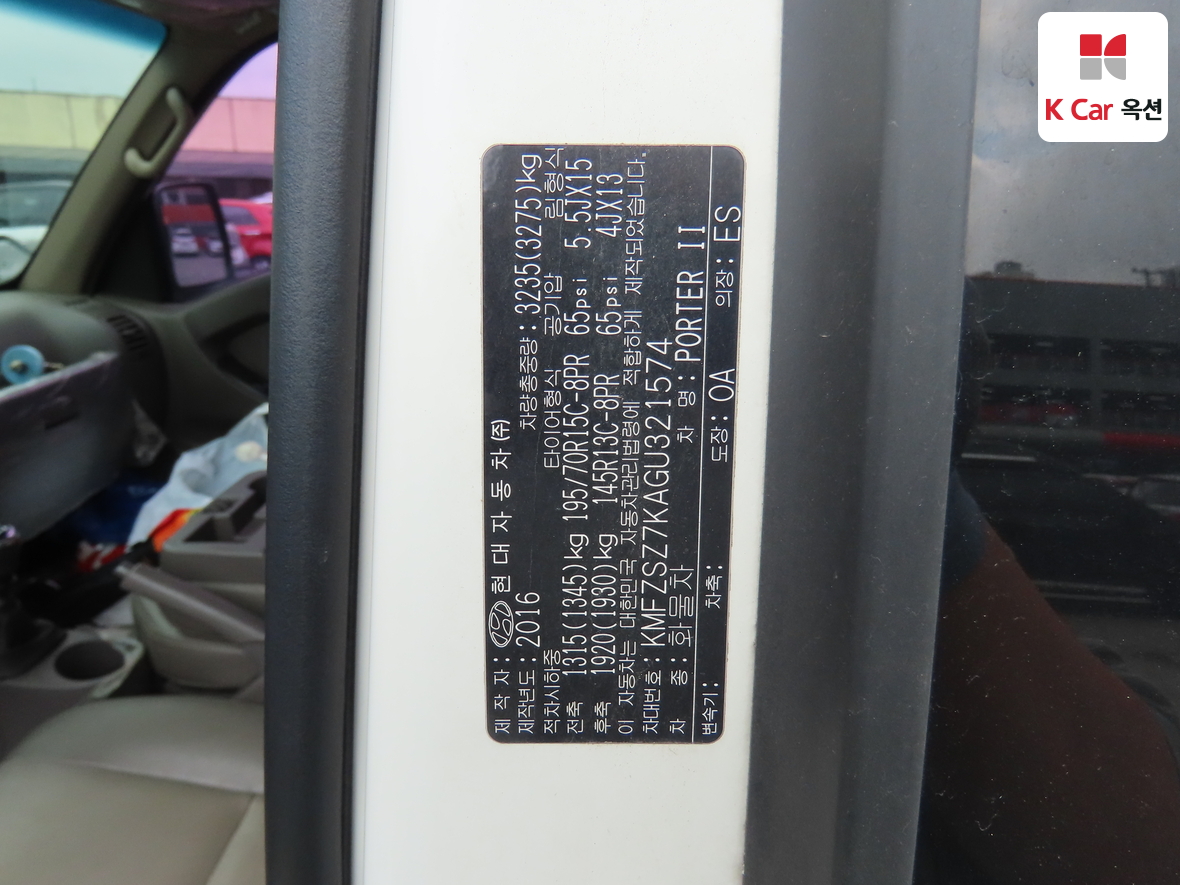 K Car 옥션
제 작 자 : 현 대 자 동 차 (주)
제작년도 : 2016 차량총중량 : 3235(3275)kg
적차시하중 타이어형식 공기압 림형식
전축 1315(1345)kg 195/70R15C-8PR 65psi 5.5JX15
후축 1920(1930)kg 145R13C-8PR 65psi 4JX13
이 자동차는 대한민국 자동차관리법령에 적합하게 제작되었습니다.
차대번호 : KMFZSZ7KAGU321574
차 종 : 화물차 차 명 : PORTER II
변속기 : 차축 : 도장 : OA 의장 : ES